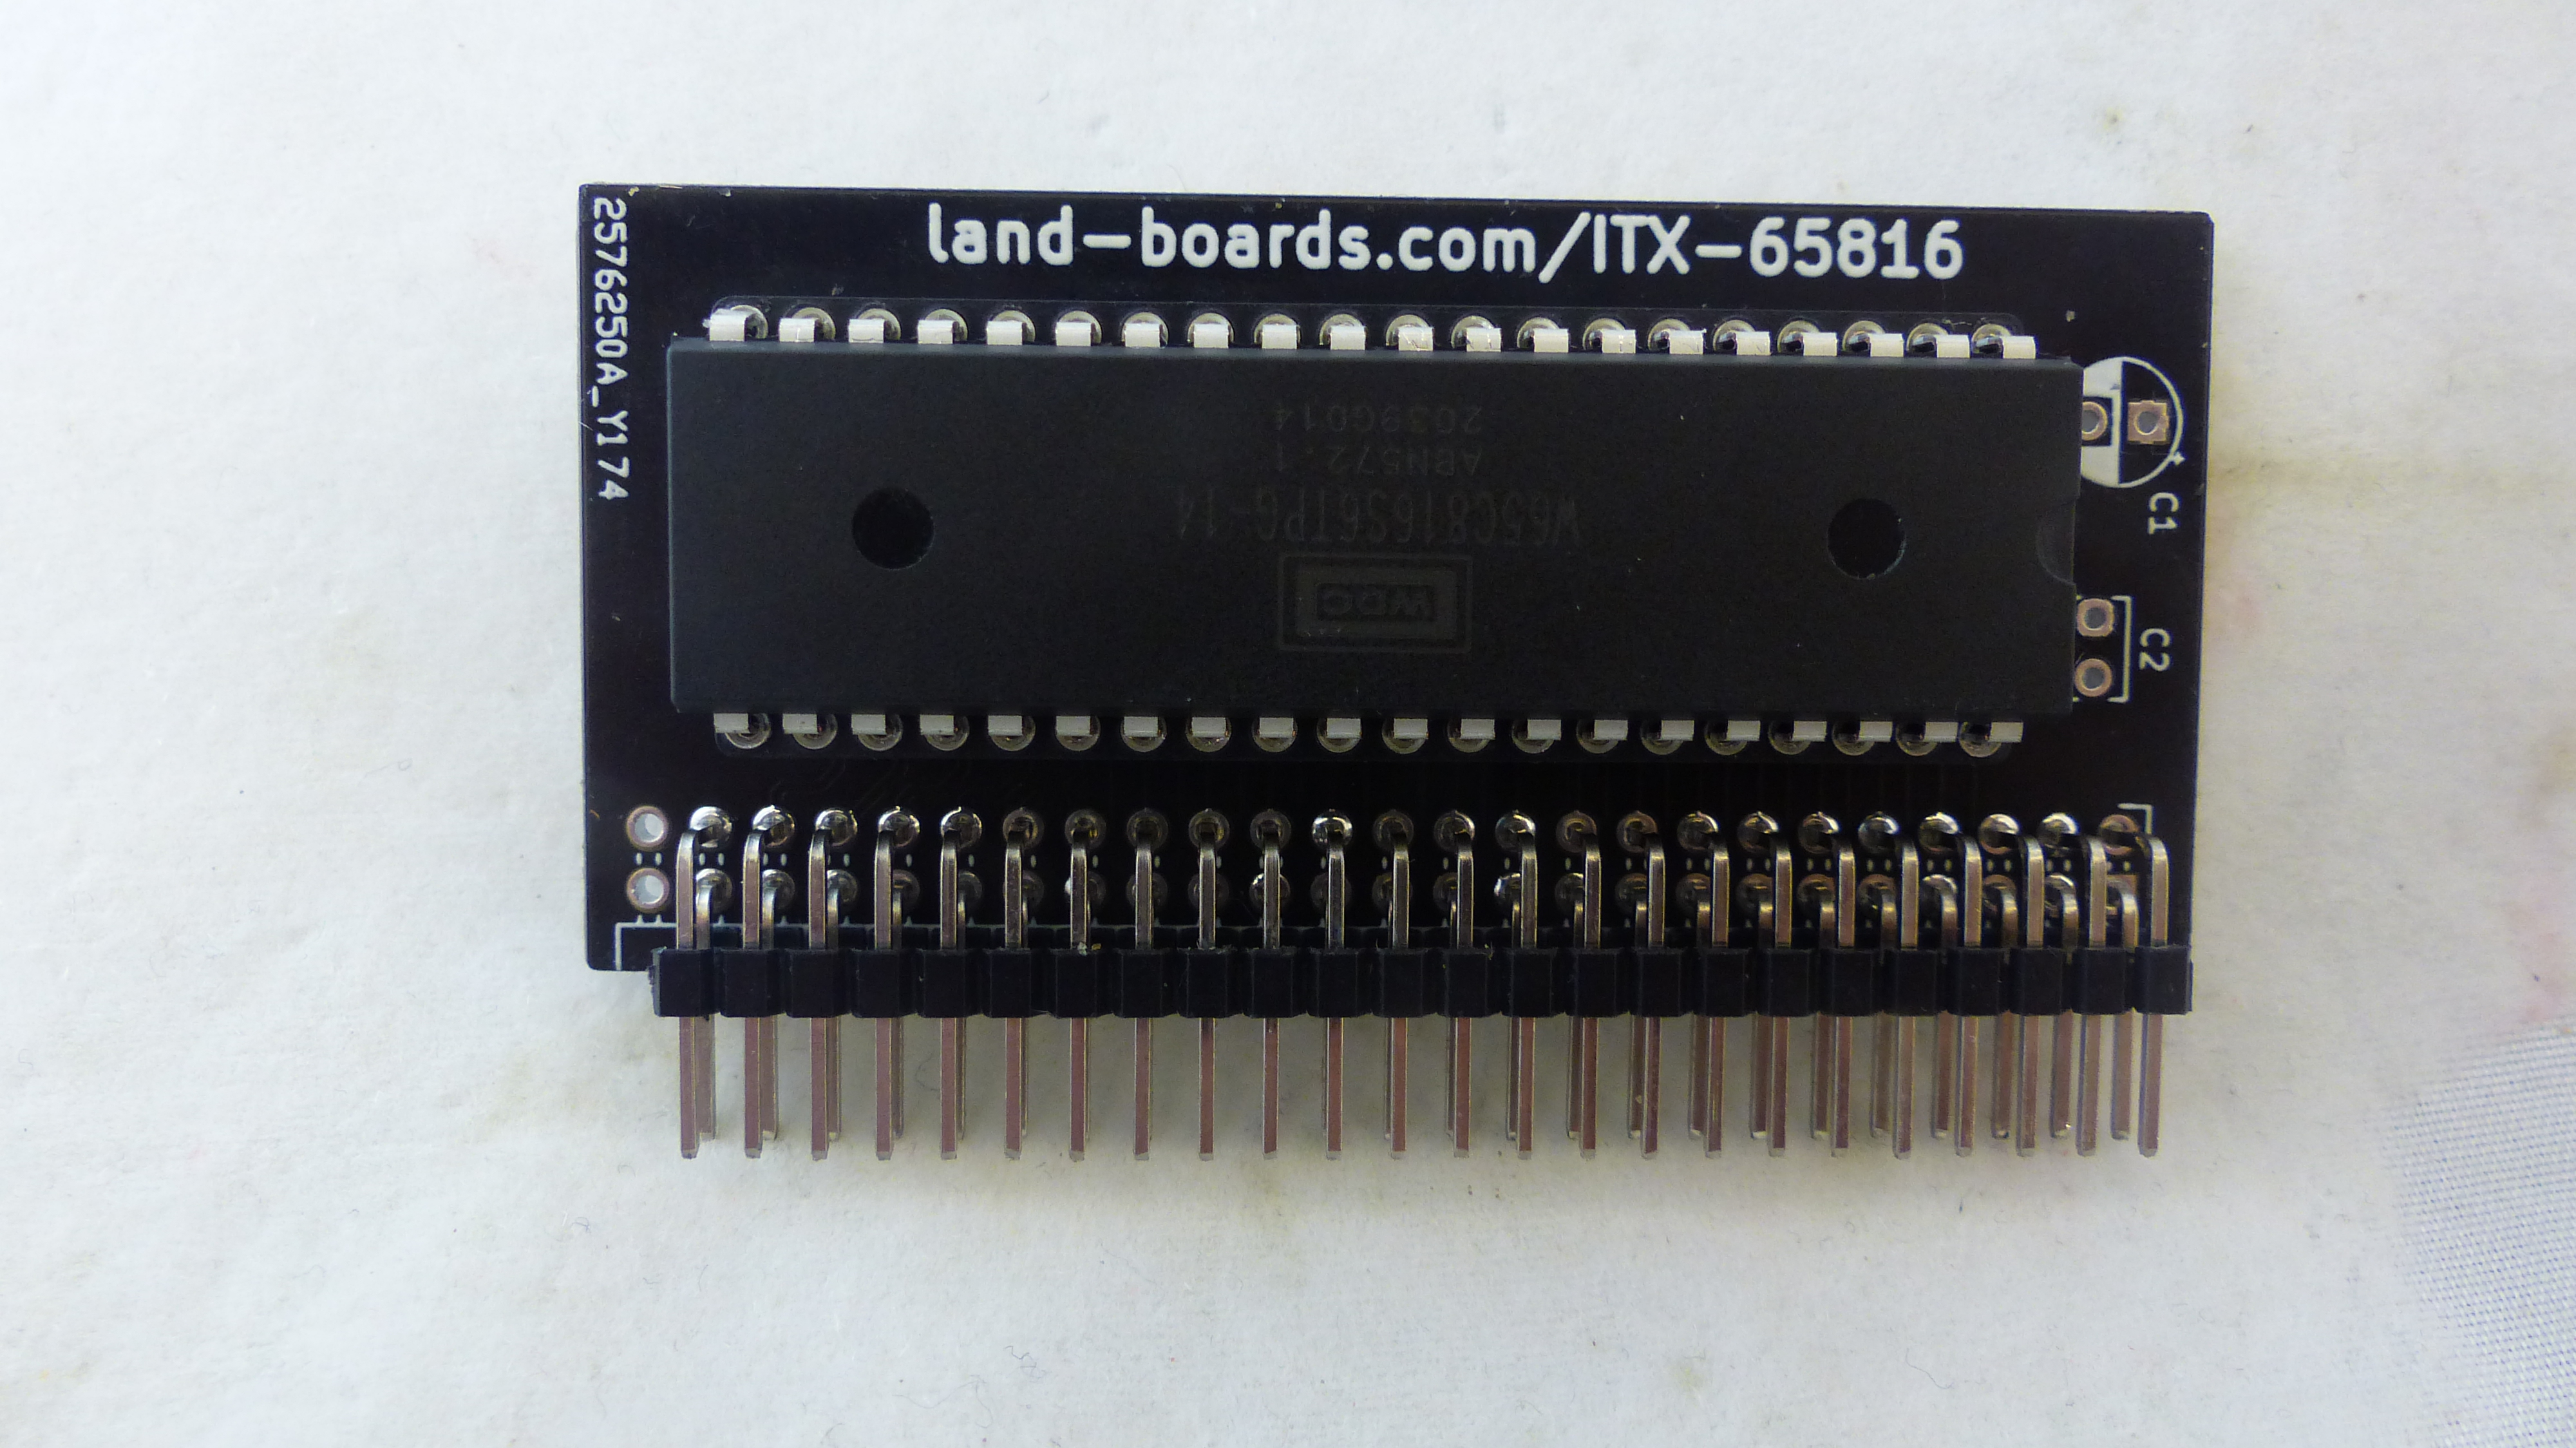 land-boards.com/ITX-65816
2576250A_Y174
C1
C2
WDC
W65C816S6TPG-14
ABN572.1
2039G014